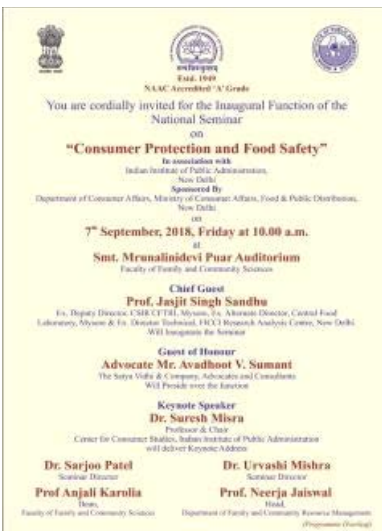 Estd. 1949
NAAC Accredited 'A' Grade
You are cordially invited for the Inaugural Function of the
National Seminar
on
"Consumer Protection and Food Safety"
In association with
Indian Institute of Public Administration,
New Delhi
Sponsored By
Department of Consumer Affairs, Ministry of Consumer Affairs, Food & Public Distribution,
New Delhi
on
7th September, 2018, Friday at 10.00 a.m.
at
Smt. Mrunalinidevi Puar Auditorium
Faculty of Family and Community Sciences
Chief Guest
Prof. Jasjit Singh Sandhu
Ex. Deputy Director, CSIR CFTRI, Mysore, Ex. Alternate Director, Central Food
Laboratory, Mysore & Ex. Director Technical, FICCI Research Analysis Centre, New Delhi
Will Inaugurate the Seminar
Guest of Honour
Advocate Mr. Avadhoot V. Sumant
The Satya Vidhi & Company, Advocates and Consultants
Will Preside over the function
Keynote Speaker
Dr. Suresh Misra
Professor & Chair
Center for Consumer Studies, Indian Institute of Public Administration
will deliver Keynote Address
Dr. Sarjoo Patel
Seminar Director
Dr. Urvashi Mishra
Seminar Director
Prof Anjali Karolia
Dean,
Faculty of Family and Community Sciences
Prof. Neerja Jaiswal
Head,
Department of Family and Community Resource Management
(Programme Overleaf)